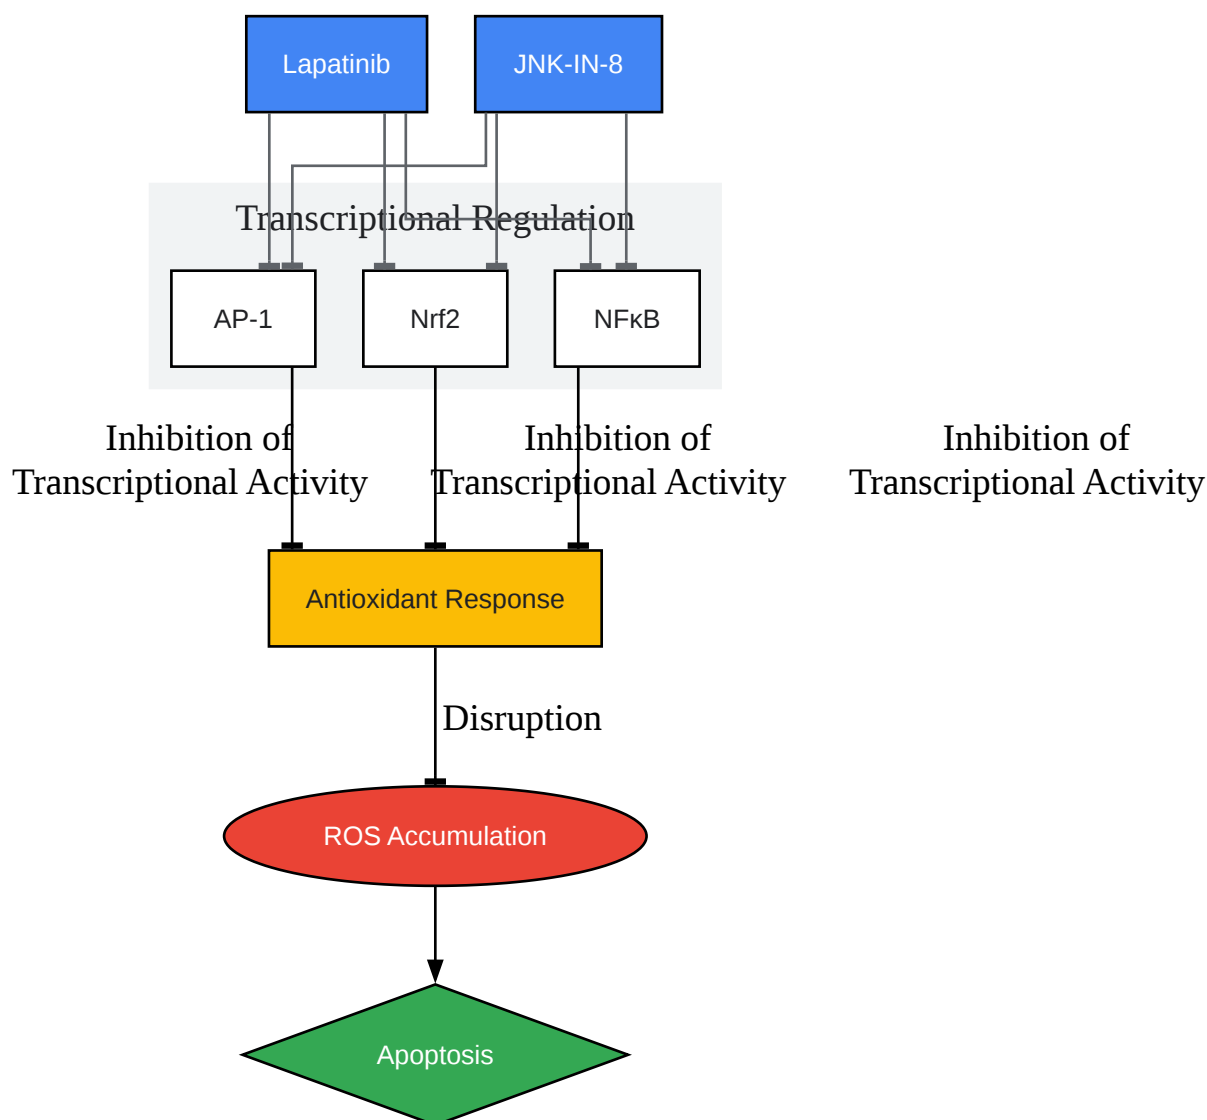 Lapatinib
JNK-IN-8
Transcriptional Regulation
AP-1
Nrf2
NFκB
Inhibition of
Transcriptional Activity
Inhibition of
Transcriptional Activity
Inhibition of
Transcriptional Activity
Antioxidant Response
Disruption
ROS Accumulation
Apoptosis